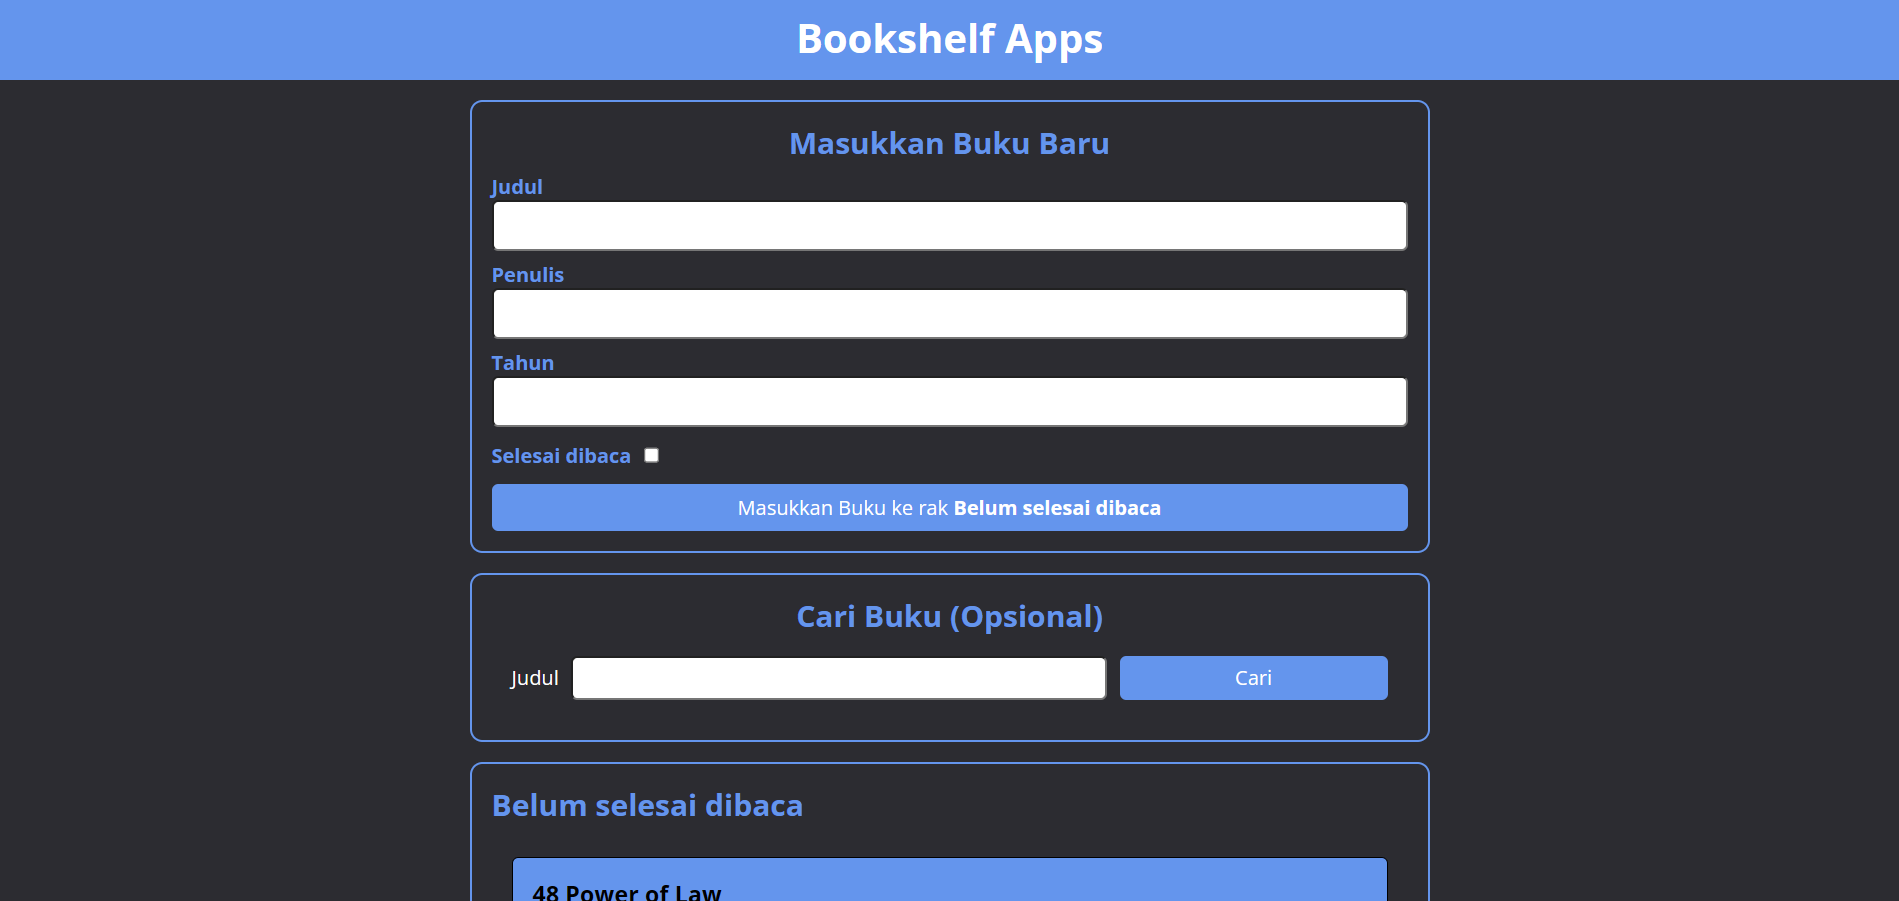 Bookshelf Apps
Masukkan Buku Baru
Judul
Penulis
Tahun
Selesai dibaca
Masukkan Buku ke rak Belum selesai dibaca
Cari Buku (Opsional)
Judul
Cari
Belum selesai dibaca
48 Power of Law